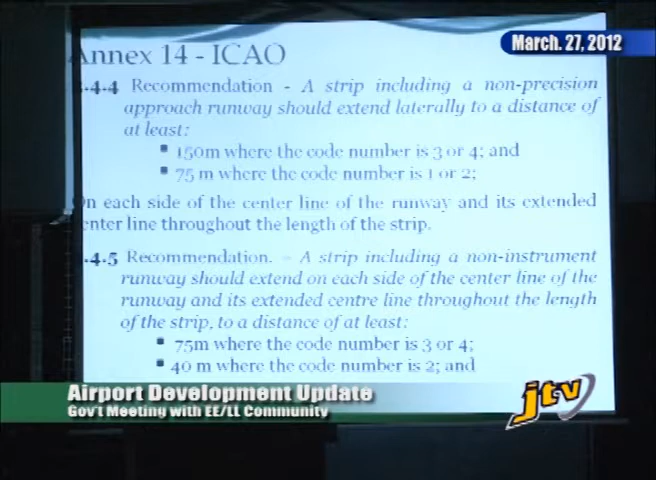 March. 27, 2012
Annex 14 - ICAO
.4.4 Recommendation - A strip including a non-precision
approach runway should extend laterally to a distance of
at least:
▪ 150m where the code number is 3 or 4; and
▪ 75 m where the code number is 1 or 2;
On each side of the center line of the runway and its extended
center line throughout the length of the strip.
.4.5 Recommendation. - A strip including a non-instrument
runway should extend on each side of the center line of the
runway and its extended centre line throughout the length
of the strip, to a distance of at least:
▪ 75m where the code number is 3 or 4;
▪ 40 m where the code number is 2; and
Airport Development Update
Gov't Meeting with EE/LL Community
jtv